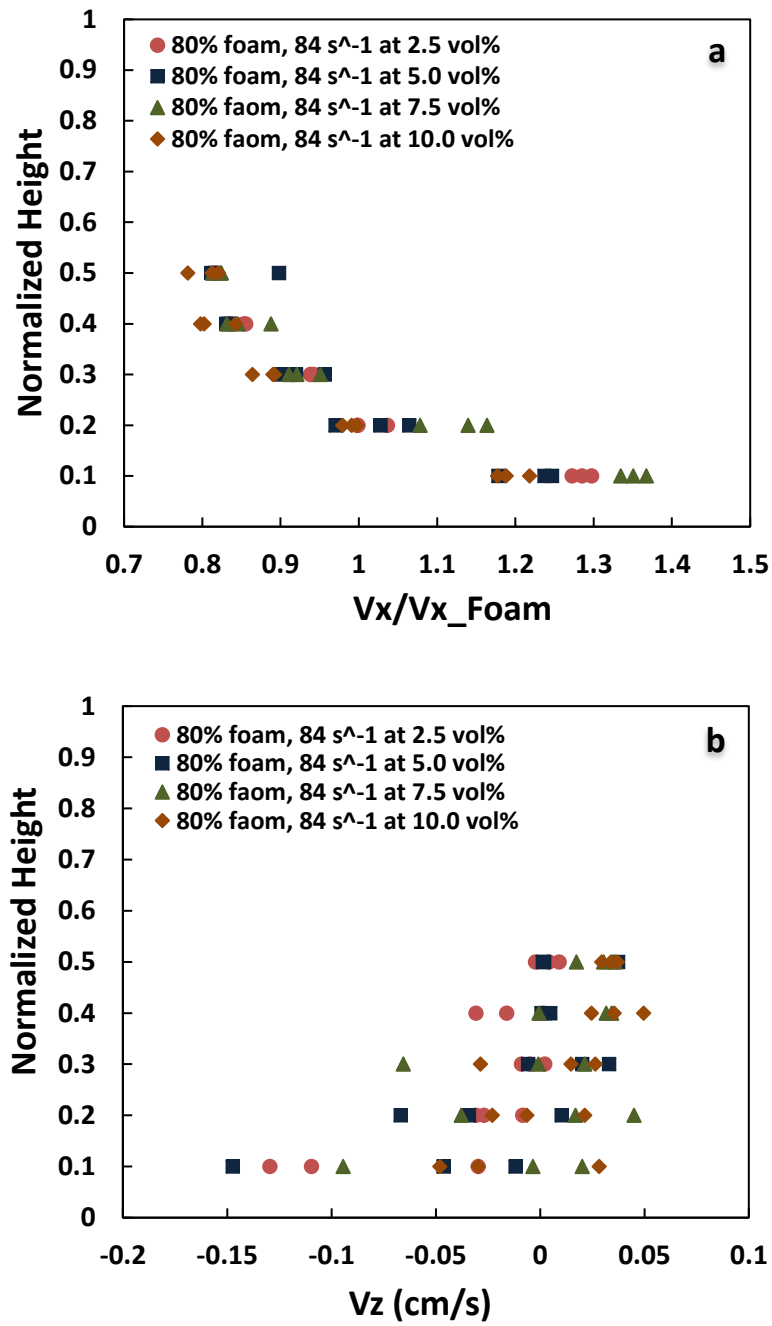 a
80% foam, 84 s^-1 at 2.5 vol%
80% foam, 84 s^-1 at 5.0 vol%
80% faom, 84 s^-1 at 7.5 vol%
80% faom, 84 s^-1 at 10.0 vol%
Normalized Height
1
0.9
0.8
0.7
0.6
0.5
0.4
0.3
0.2
0.1
0
0.7 0.8 0.9 1 1.1 1.2 1.3 1.4 1.5
Vx/Vx_Foam
b
80% foam, 84 s^-1 at 2.5 vol%
80% foam, 84 s^-1 at 5.0 vol%
80% faom, 84 s^-1 at 7.5 vol%
80% faom, 84 s^-1 at 10.0 vol%
Normalized Height
1
0.9
0.8
0.7
0.6
0.5
0.4
0.3
0.2
0.1
0
-0.2 -0.15 -0.1 -0.05 0 0.05 0.1
Vz (cm/s)